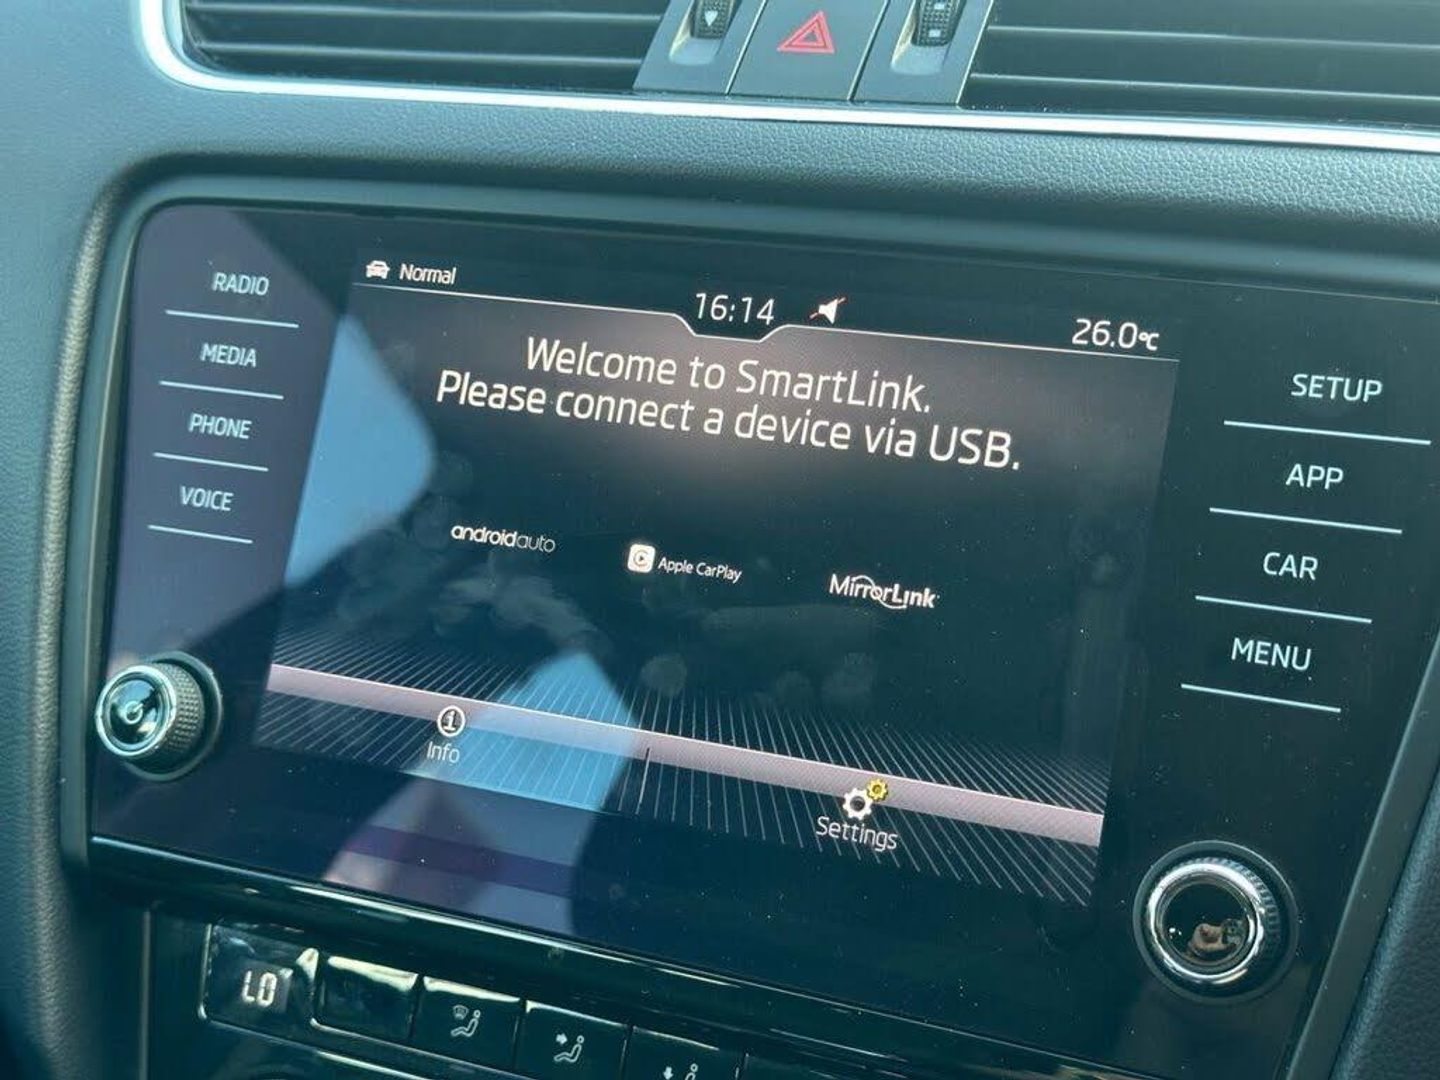 Normal
16:14
26.0°C
RADIO
MEDIA
PHONE
VOICE
Welcome to SmartLink.
Please connect a device via USB.
androidauto
Apple CarPlay
MirrorLink
Info
Settings
SETUP
APP
CAR
MENU
LO